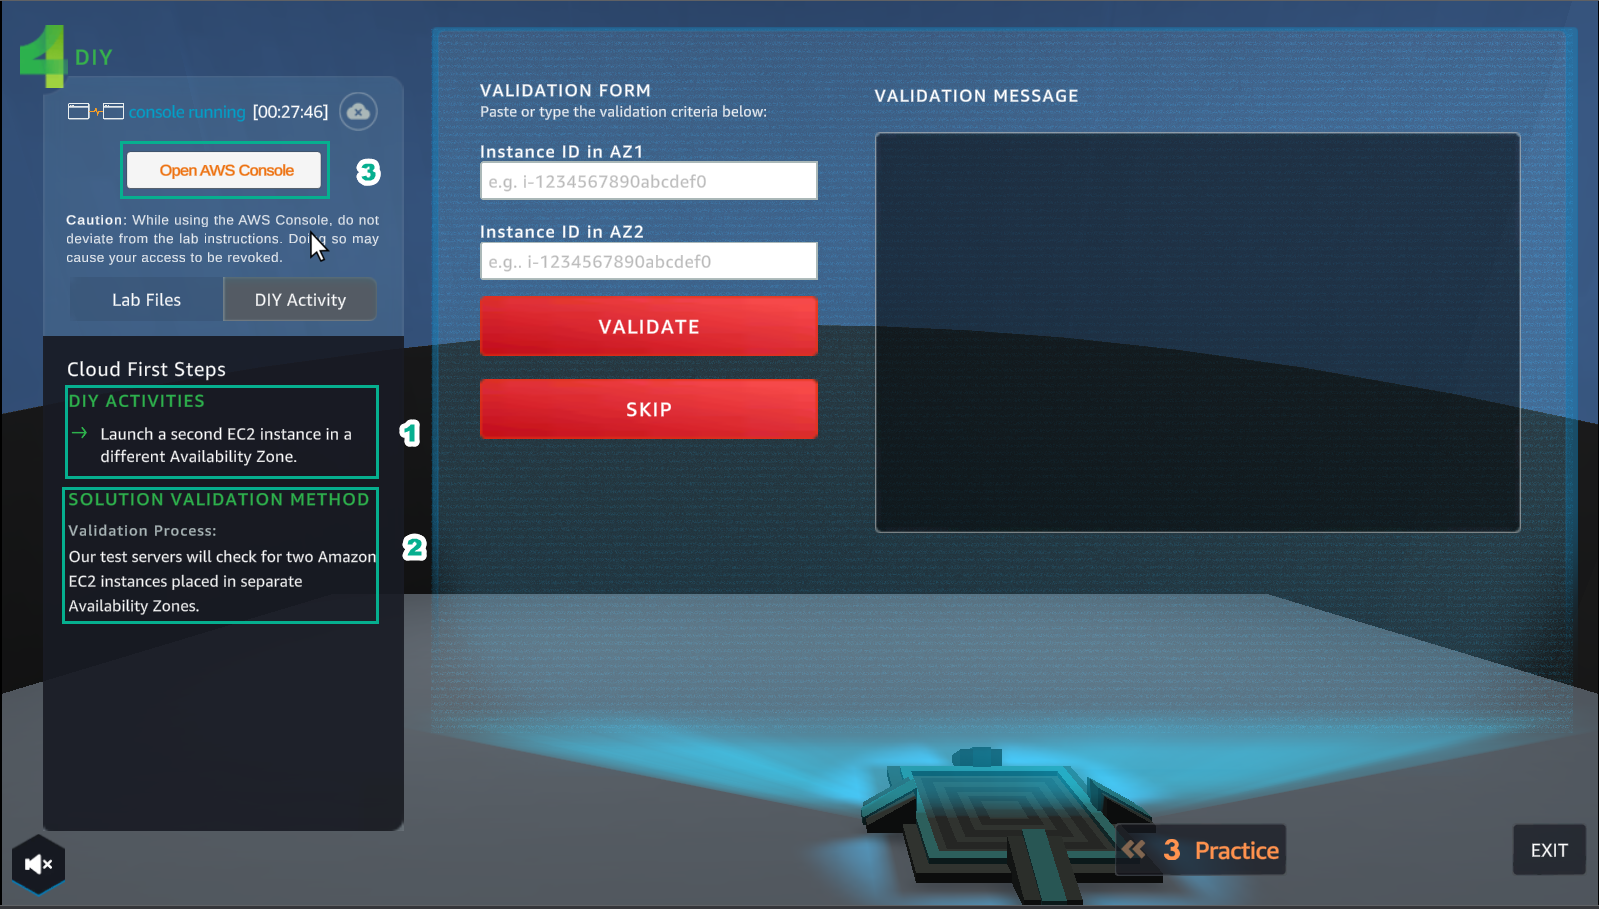 4 DIY
console running [00:27:46]
Open AWS Console
3
Caution: While using the AWS Console, do not
deviate from the lab instructions. Doing so may
cause your access to be revoked.
Lab Files
DIY Activity
Cloud First Steps
DIY ACTIVITIES
→ Launch a second EC2 instance in a
different Availability Zone.
1
SOLUTION VALIDATION METHOD
Validation Process:
Our test servers will check for two Amazon
EC2 instances placed in separate
Availability Zones.
2
VALIDATION FORM
Paste or type the validation criteria below:
Instance ID in AZ1
e.g. i-1234567890abcdef0
Instance ID in AZ2
e.g.. i-1234567890abcdef0
VALIDATE
SKIP
VALIDATION MESSAGE
3 Practice
EXIT